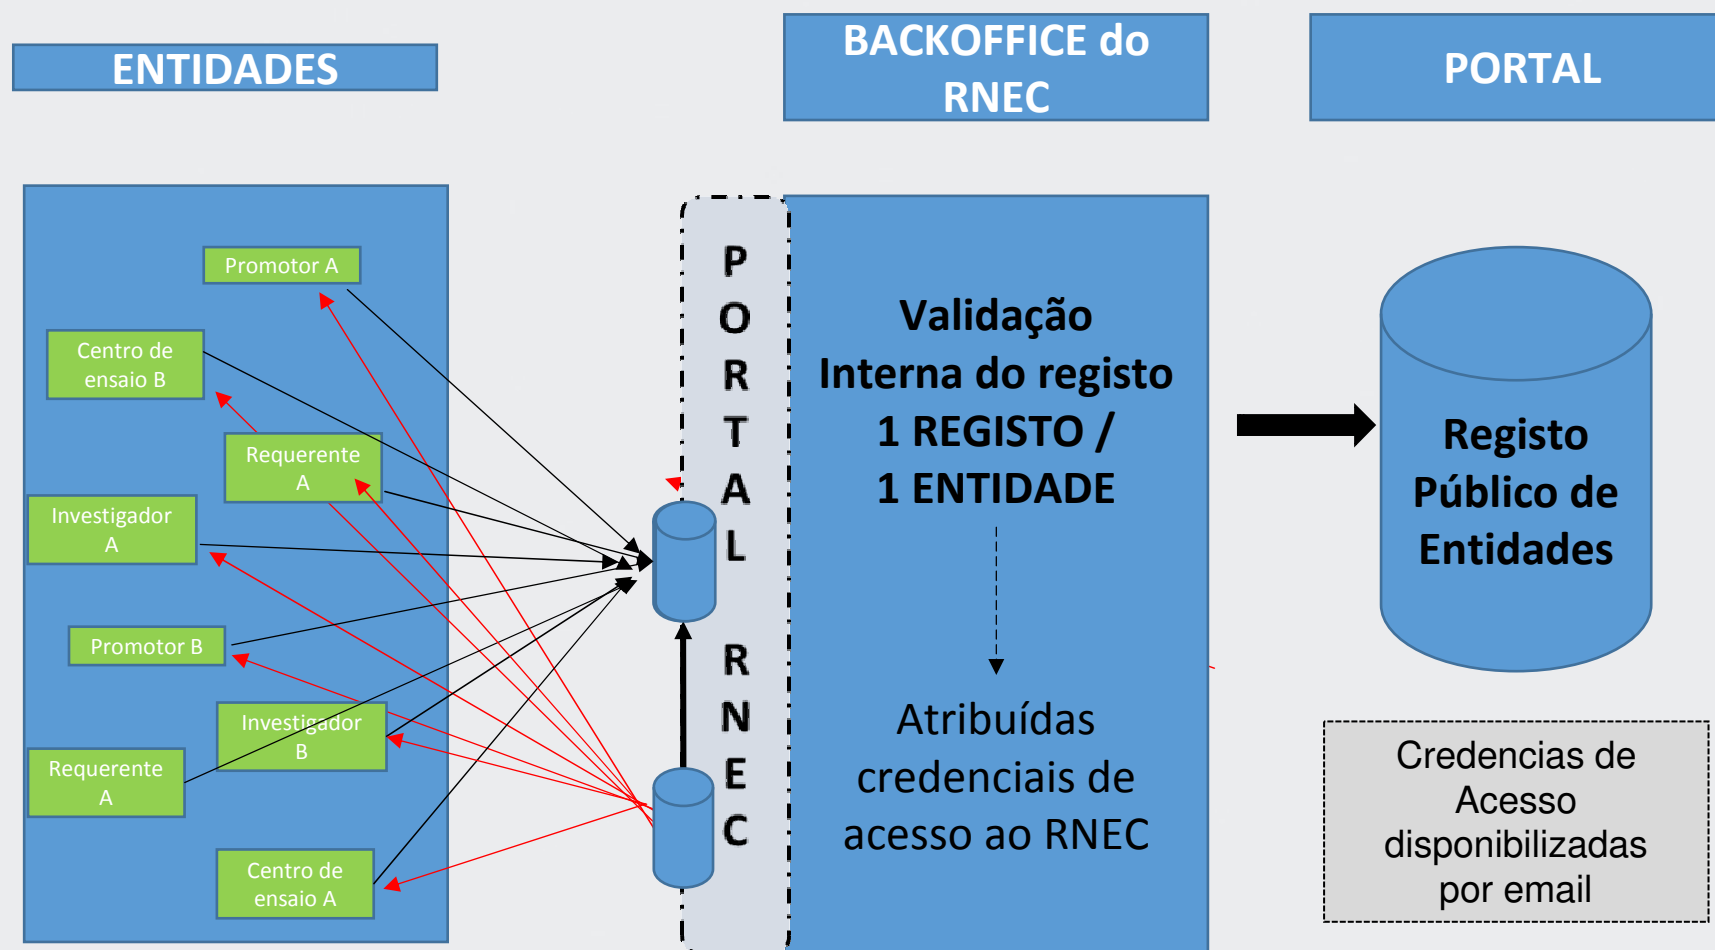 ENTIDADES
BACKOFFICE do
RNEC
PORTAL
Promotor A
Centro de
ensaio B
Requerente
A
Investigador
A
Promotor B
Investigador
B
Requerente
A
Centro de
ensaio A
P
O
R
T
A
L
R
N
E
C
Validação
Interna do registo
1 REGISTO /
1 ENTIDADE
Atribuídas
credenciais de
acesso ao RNEC
Registo
Público de
Entidades
Credencias de
Acesso
disponibilizadas
por email